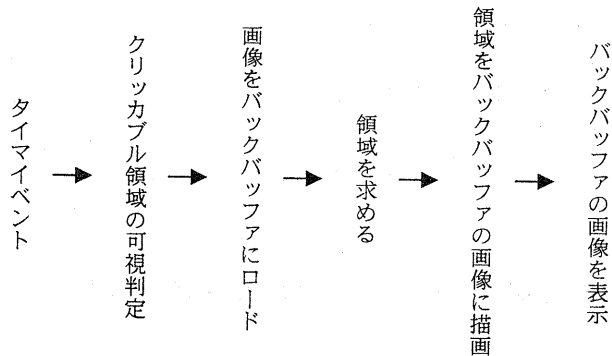 タイマイベント
クリッカブル領域の可視判定
画像をバックバッファにロード
領域を求める
領域をバックバッファの画像に描画
バックバッファの画像を表示